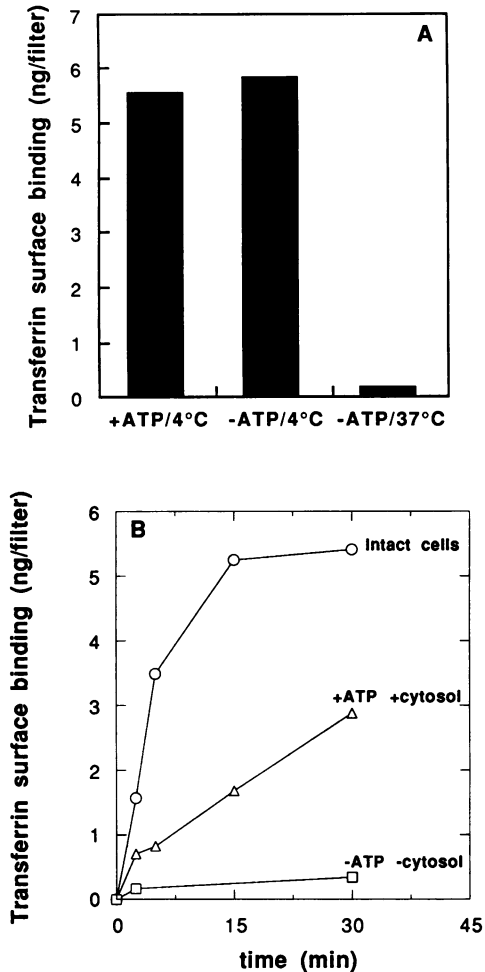 A
Transferrin surface binding (ng/filter)
7
6
5
4
3
2
1
0
+ATP/4°C -ATP/4°C -ATP/37°C
B
Transferrin surface binding (ng/filter)
6
5
4
3
2
1
0
Intact cells
+ATP +cytosol
-ATP -cytosol
0 15 30 45
time (min)